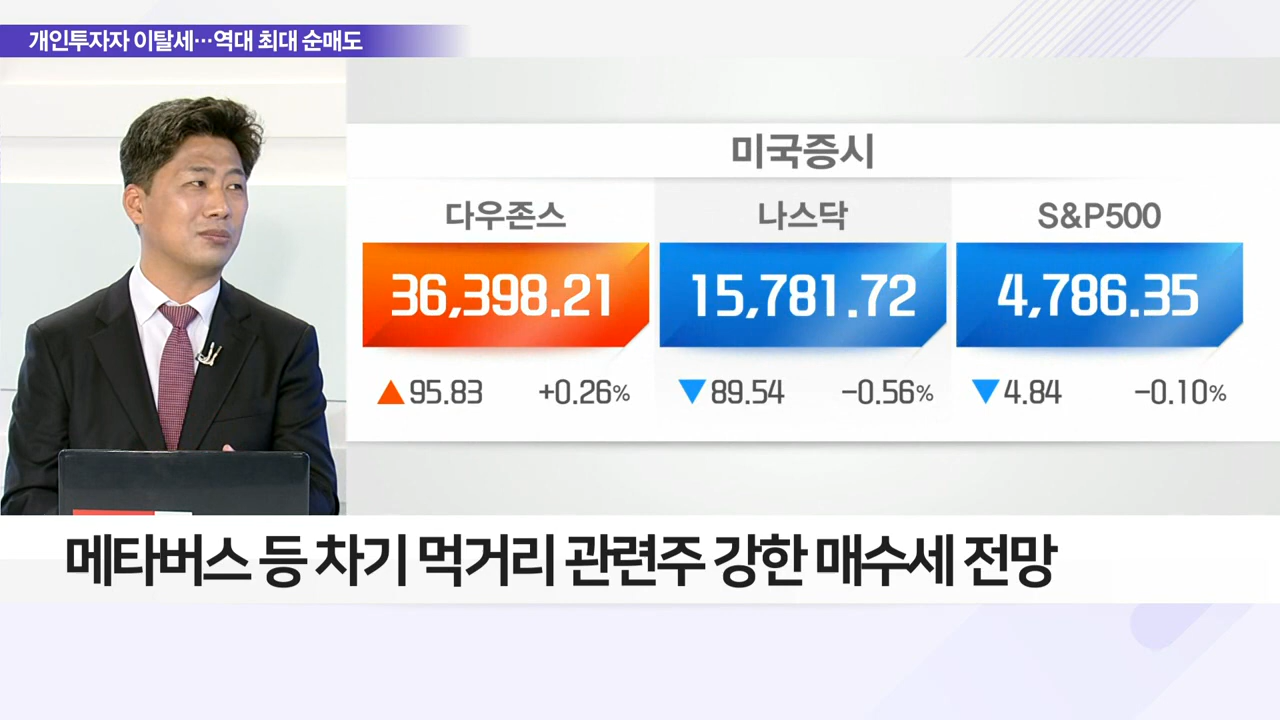 개인투자자 이탈세…역대 최대 순매도
미국증시
다우존스 나스닥 S&P500
36,398.21 15,781.72 4,786.35
▲95.83 +0.26% ▼89.54 -0.56% ▼4.84 -0.10%
메타버스 등 차기 먹거리 관련주 강한 매수세 전망